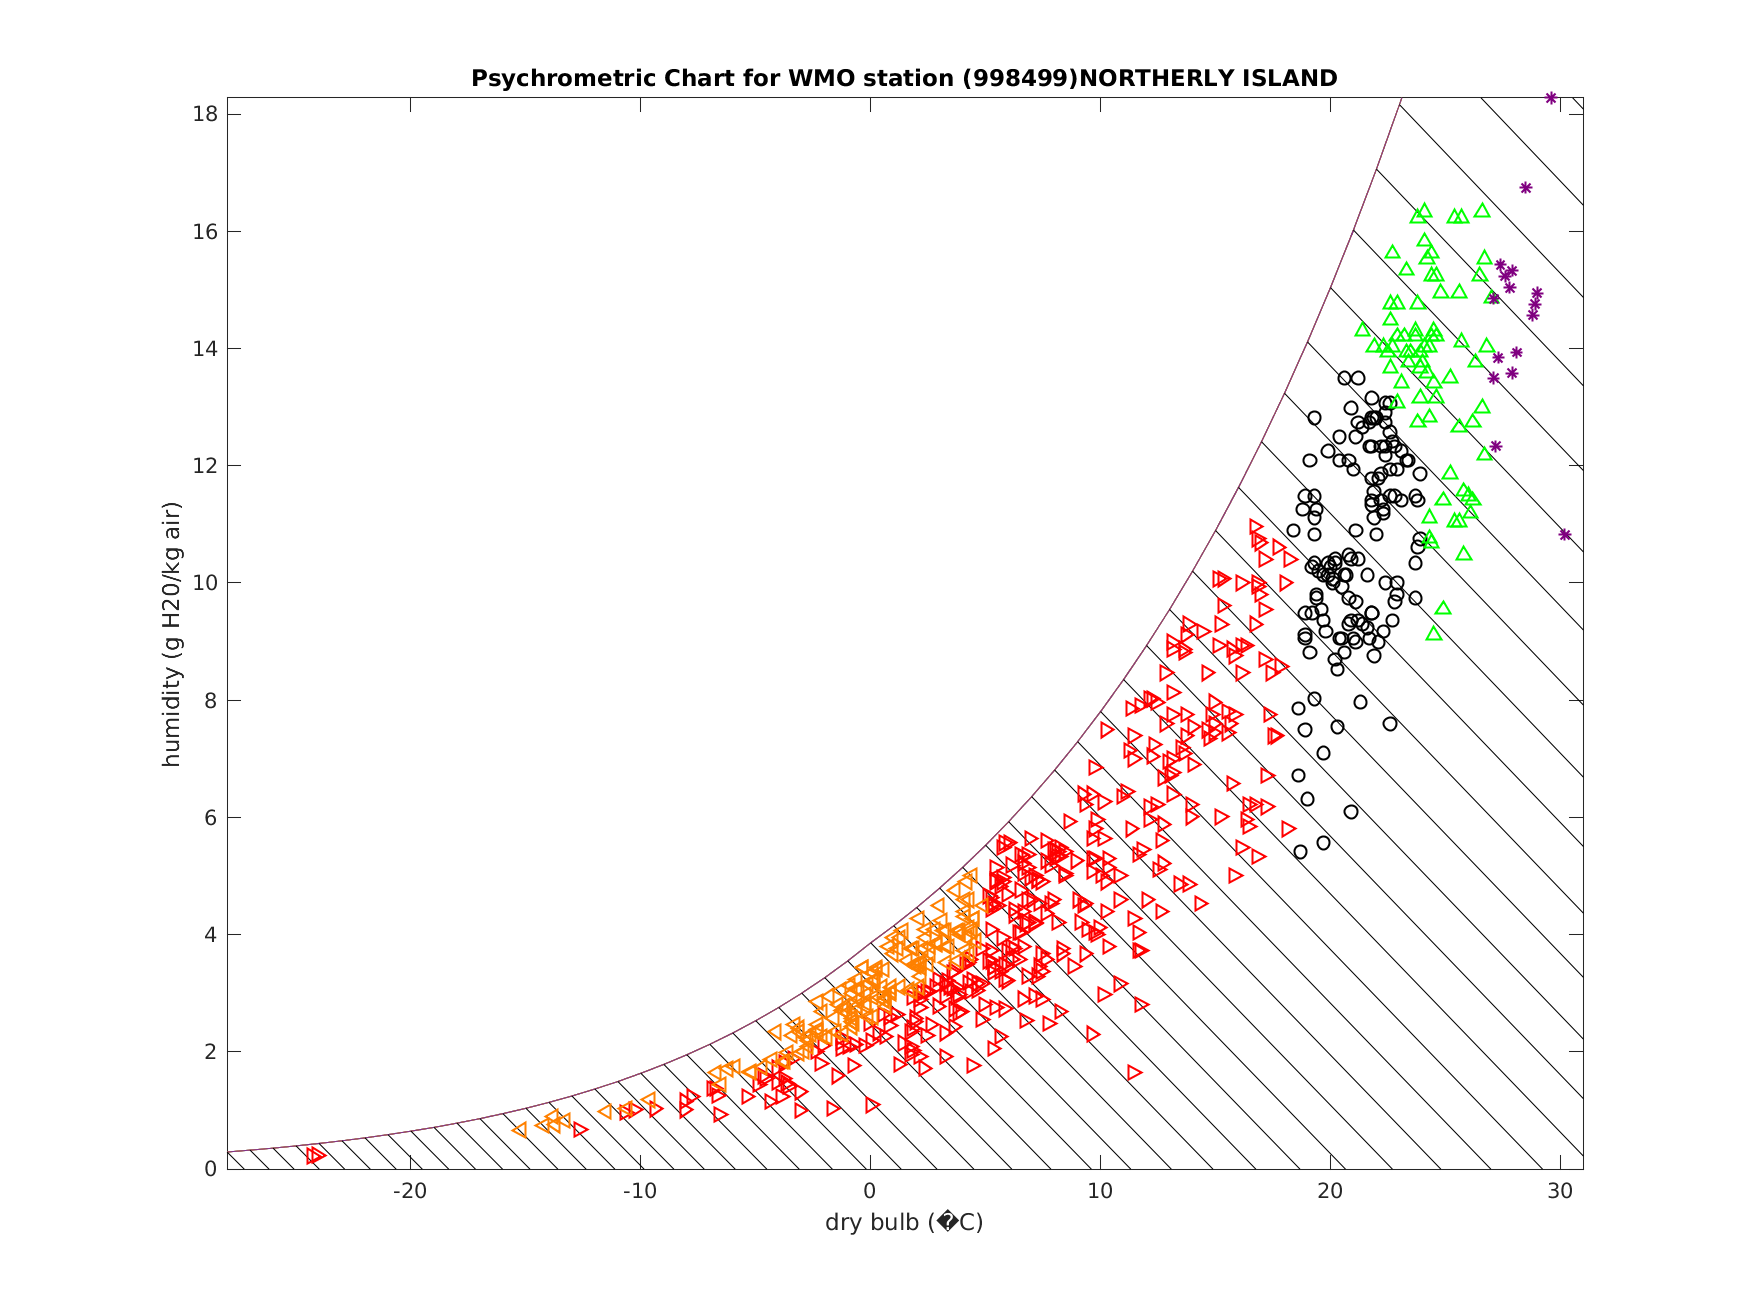 Psychrometric Chart for WMO station (998499)NORTHERLY ISLAND
18
16
14
12
10
8
6
4
2
0
humidity (g H20/kg air)
-20 -10 0 10 20 30
dry bulb (�C)